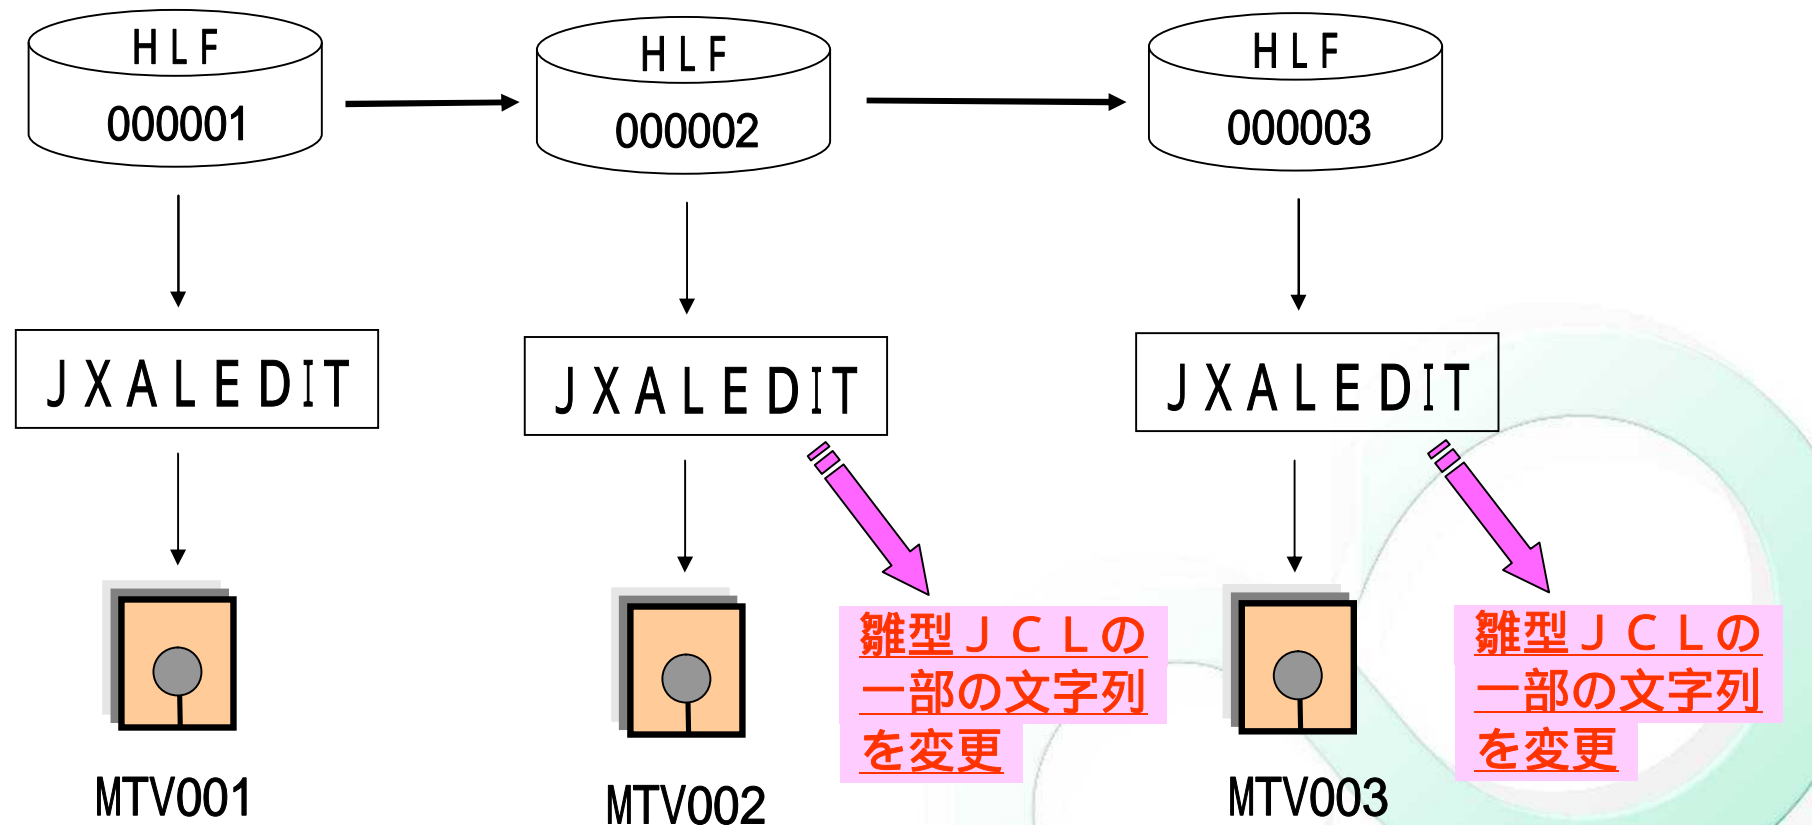 ＨＬＦ
000001
ＨＬＦ
000002
ＨＬＦ
000003
ＪＸＡＬＥＤＩＴ
ＪＸＡＬＥＤＩＴ
ＪＸＡＬＥＤＩＴ
雛型ＪＣＬの
一部の文字列
を変更
雛型ＪＣＬの
一部の文字列
を変更
MTV001
MTV002
MTV003